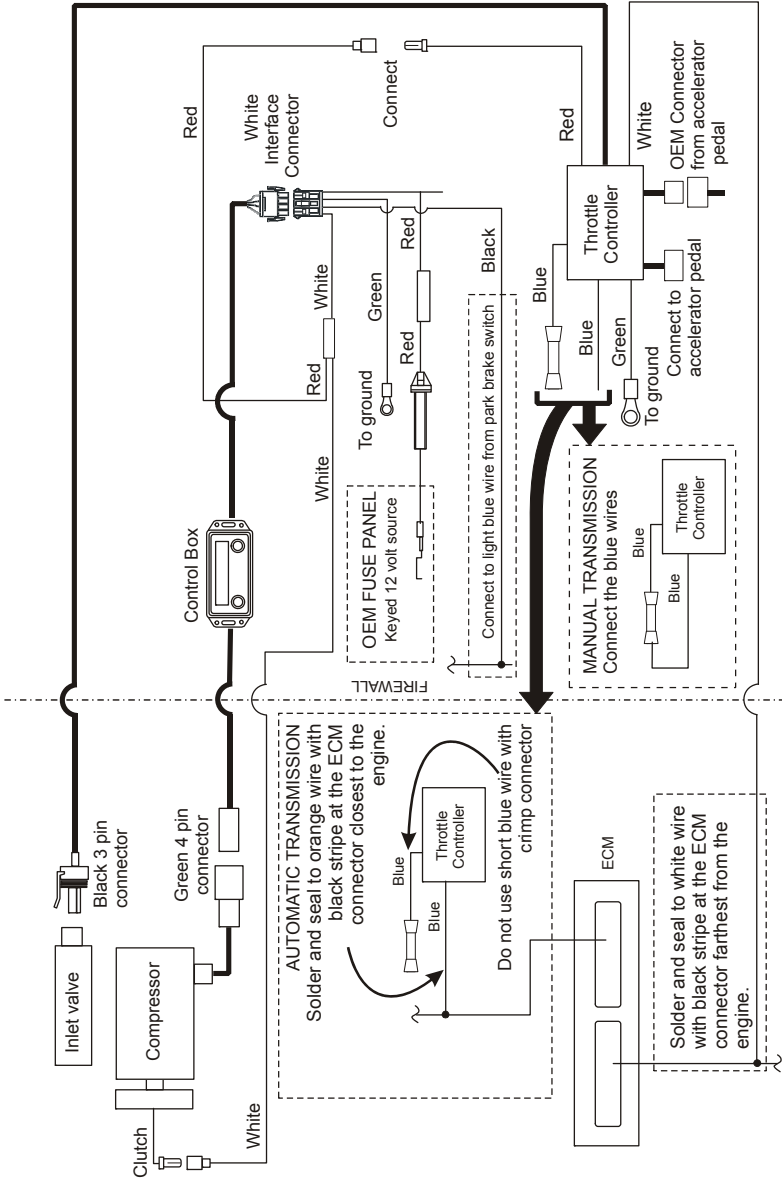 Inlet valve
Black 3 pin
connector
Compressor
Green 4 pin
connector
Clutch
White
Control Box
Red
White
Interface
Connector
Connect
Red
White
White
Green
To ground
Red
Red
OEM FUSE PANEL
Keyed 12 volt source
Black
Connect to light blue wire from park brake switch
FIREWALL
AUTOMATIC TRANSMISSION
Solder and seal to orange wire with
black stripe at the ECM
connector closest to the
engine.
Blue
Throttle
Controller
Blue
Do not use short blue wire with
crimp connector
ECM
Solder and seal to white wire
with black stripe at the ECM
connector farthest from the
engine.
MANUAL TRANSMISSION
Connect the blue wires
Blue
Throttle
Controller
Blue
Blue
Blue
Green
To ground
Throttle
Controller
Red
White
Connect to
accelerator pedal
OEM Connector
from accelerator
pedal